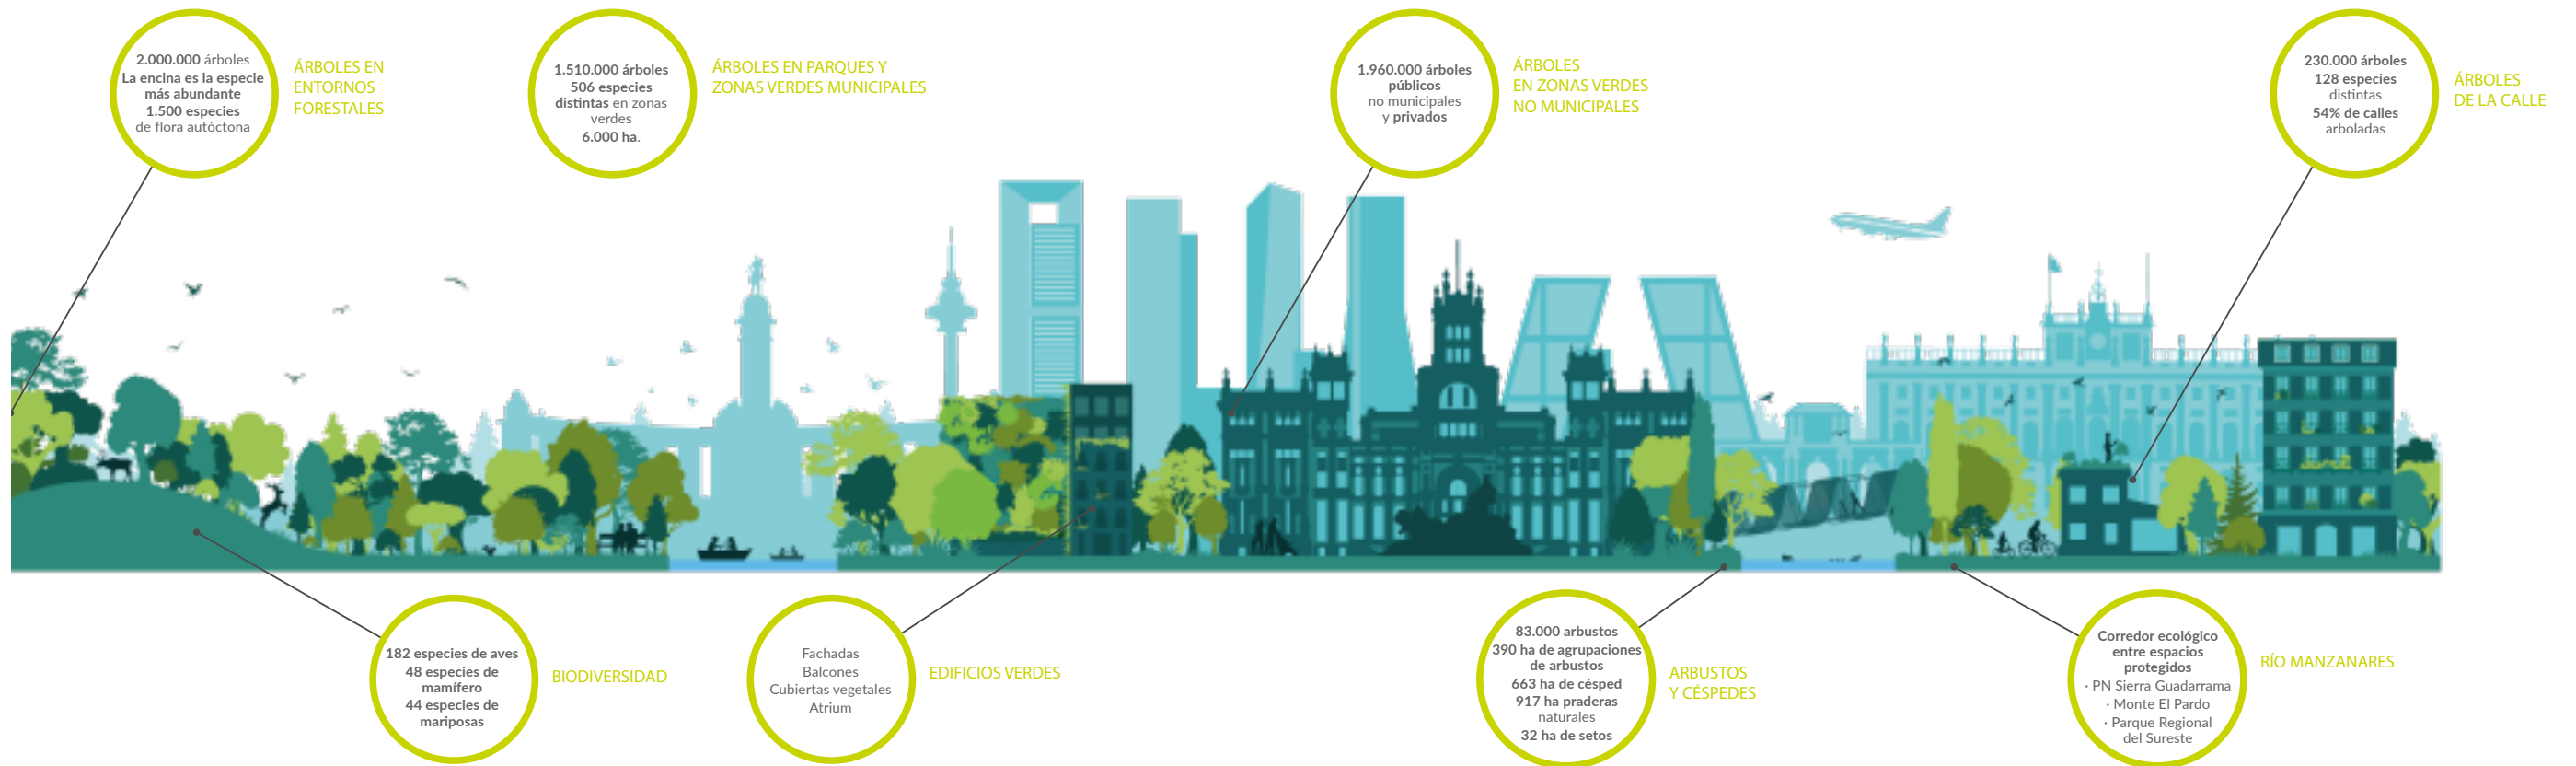 2.000.000 árboles
La encina es la especie
más abundante
1.500 especies
de flora autóctona
ÁRBOLES EN
ENTORNOS
FORESTALES
1.510.000 árboles
506 especies
distintas en zonas
verdes
6.000 ha.
ÁRBOLES EN PARQUES Y
ZONAS VERDES MUNICIPALES
1.960.000 árboles
públicos
no municipales
y privados
ÁRBOLES
EN ZONAS VERDES
NO MUNICIPALES
230.000 árboles
128 especies
distintas
54% de calles
arboladas
ÁRBOLES
DE LA CALLE
182 especies de aves
48 especies de
mamífero
44 especies de
mariposas
BIODIVERSIDAD
Fachadas
Balcones
Cubiertas vegetales
Atrium
EDIFICIOS VERDES
83.000 arbustos
390 ha de agrupaciones
de arbustos
663 ha de césped
917 ha praderas
naturales
32 ha de setos
ARBUSTOS
Y CÉSPEDES
Corredor ecológico
entre espacios
protegidos
· PN Sierra Guadarrama
· Monte El Pardo
· Parque Regional
del Sureste
RÍO MANZANARES